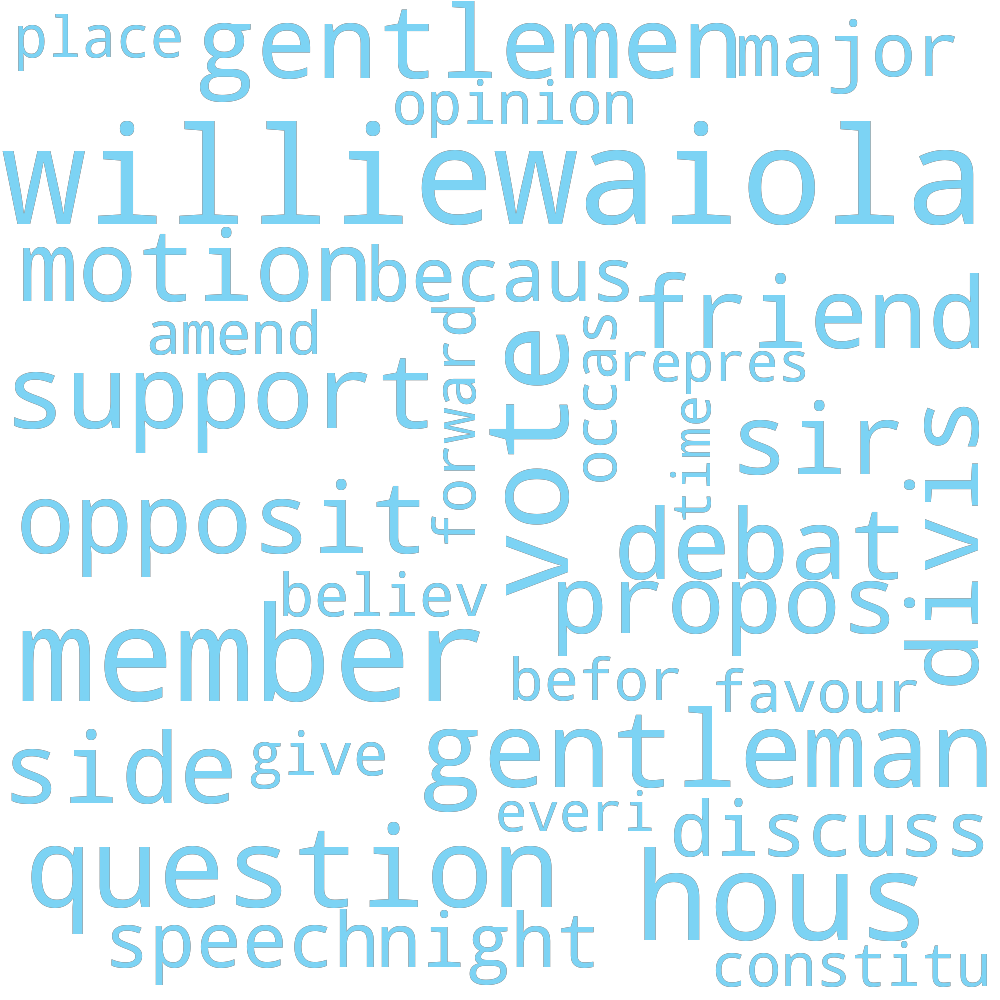 place gentlemen major
opinion
williewaiola
motion becaus friend
amend forward occas repres
support vote time sir divis
opposit debat
believ propos
member befor favour
side give gentleman
everi discuss
question hous
speech night constitu